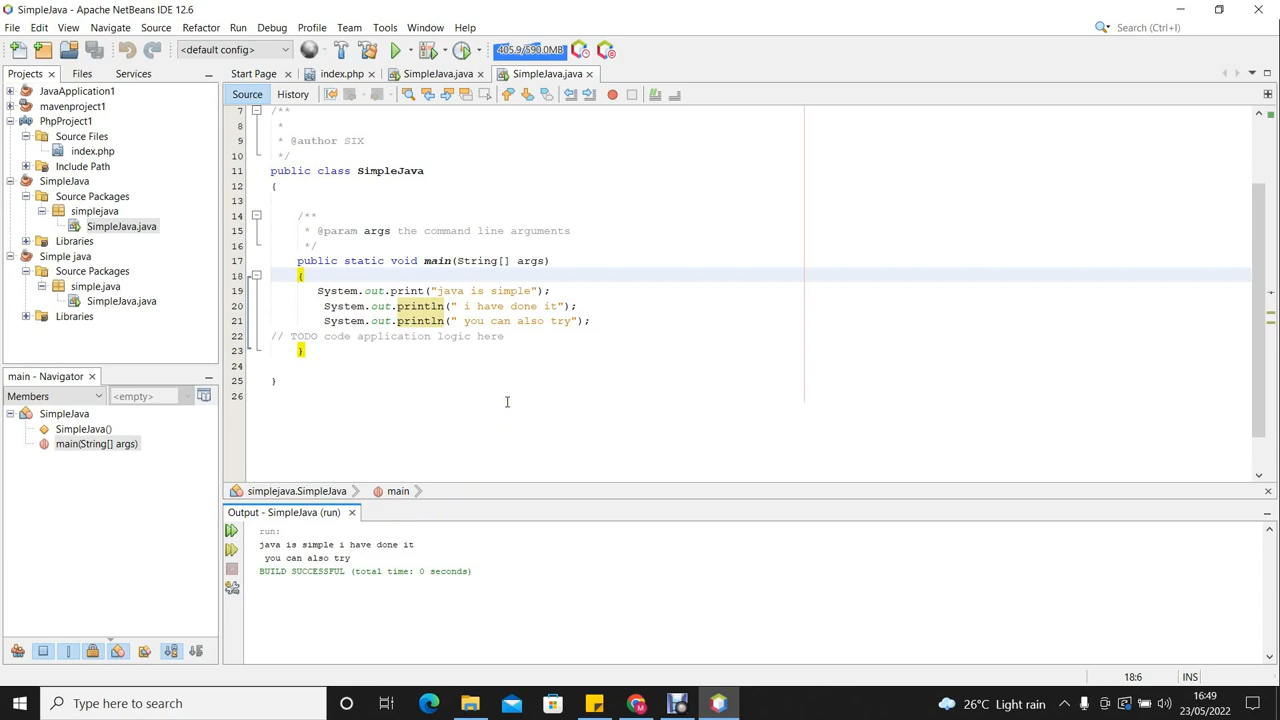 SimpleJava - Apache NetBeans IDE 12.6
File Edit View Navigate Source Refactor Run Debug Profile Team Tools Window Help
Search (Ctrl+I)
<default config>
405.9/590.0MB
Projects Files Services
Start Page index.php SimpleJava.java SimpleJava.java
JavaApplication1
mavenproject1
PhpProject1
Source Files
index.php
Include Path
SimpleJava
Source Packages
simplejava
SimpleJava.java
Libraries
Simple java
Source Packages
simple.java
SimpleJava.java
Libraries
main - Navigator
Members <empty>
SimpleJava
SimpleJava()
main(String[] args)
Source History
7 /**
8 *
9 * @author SIX
10 */
11 public class SimpleJava
12 {
13
14 /**
15 * @param args the command line arguments
16 */
17 public static void main(String[] args)
18 {
19 System.out.print("java is simple");
20 System.out.println(" i have done it");
21 System.out.println(" you can also try");
22 // TODO code application logic here
23 }
24
25 }
26
simplejava.SimpleJava main
Output - SimpleJava (run)
run:
java is simple i have done it
you can also try
BUILD SUCCESSFUL (total time: 0 seconds)
18:6 INS
Type here to search
26°C Light rain
16:49
23/05/2022